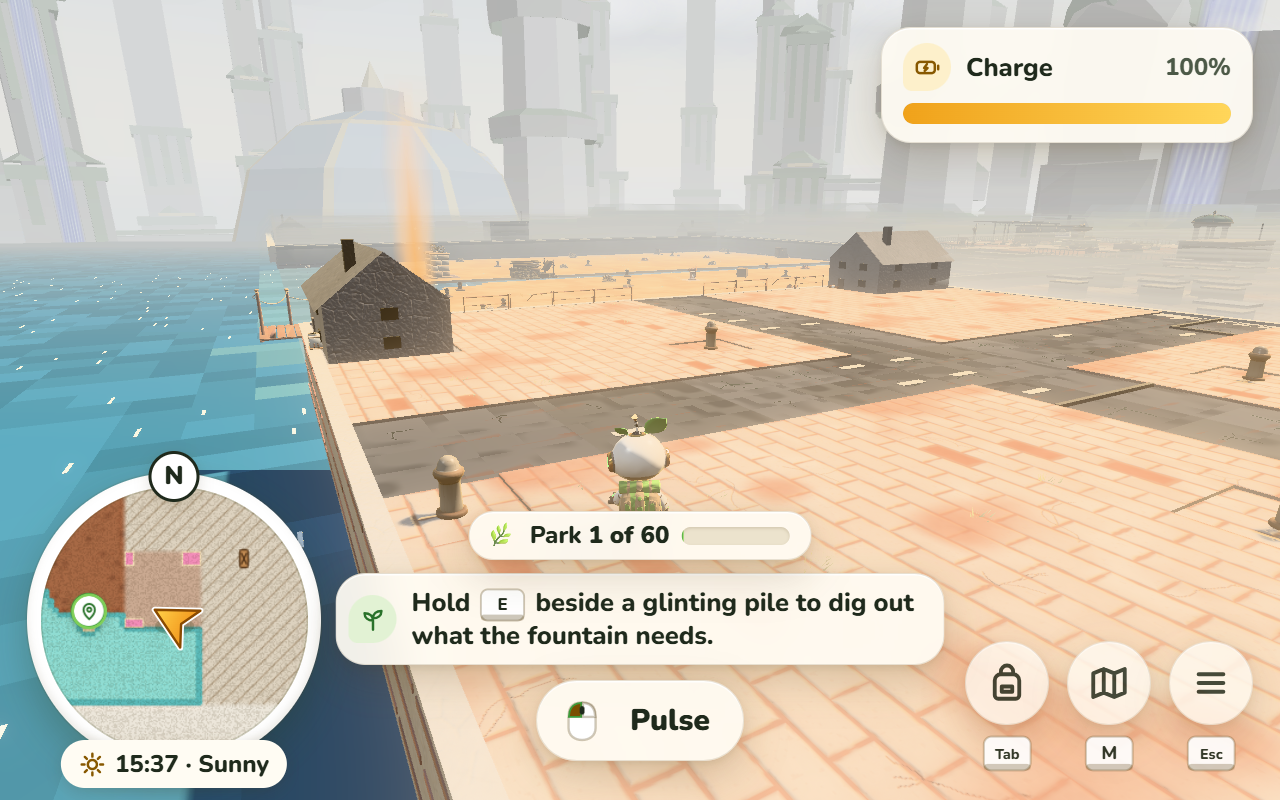 Charge 100%
Park 1 of 60
Hold E beside a glinting pile to dig out
what the fountain needs.
Pulse
N
15:37 · Sunny
Tab
M
Esc